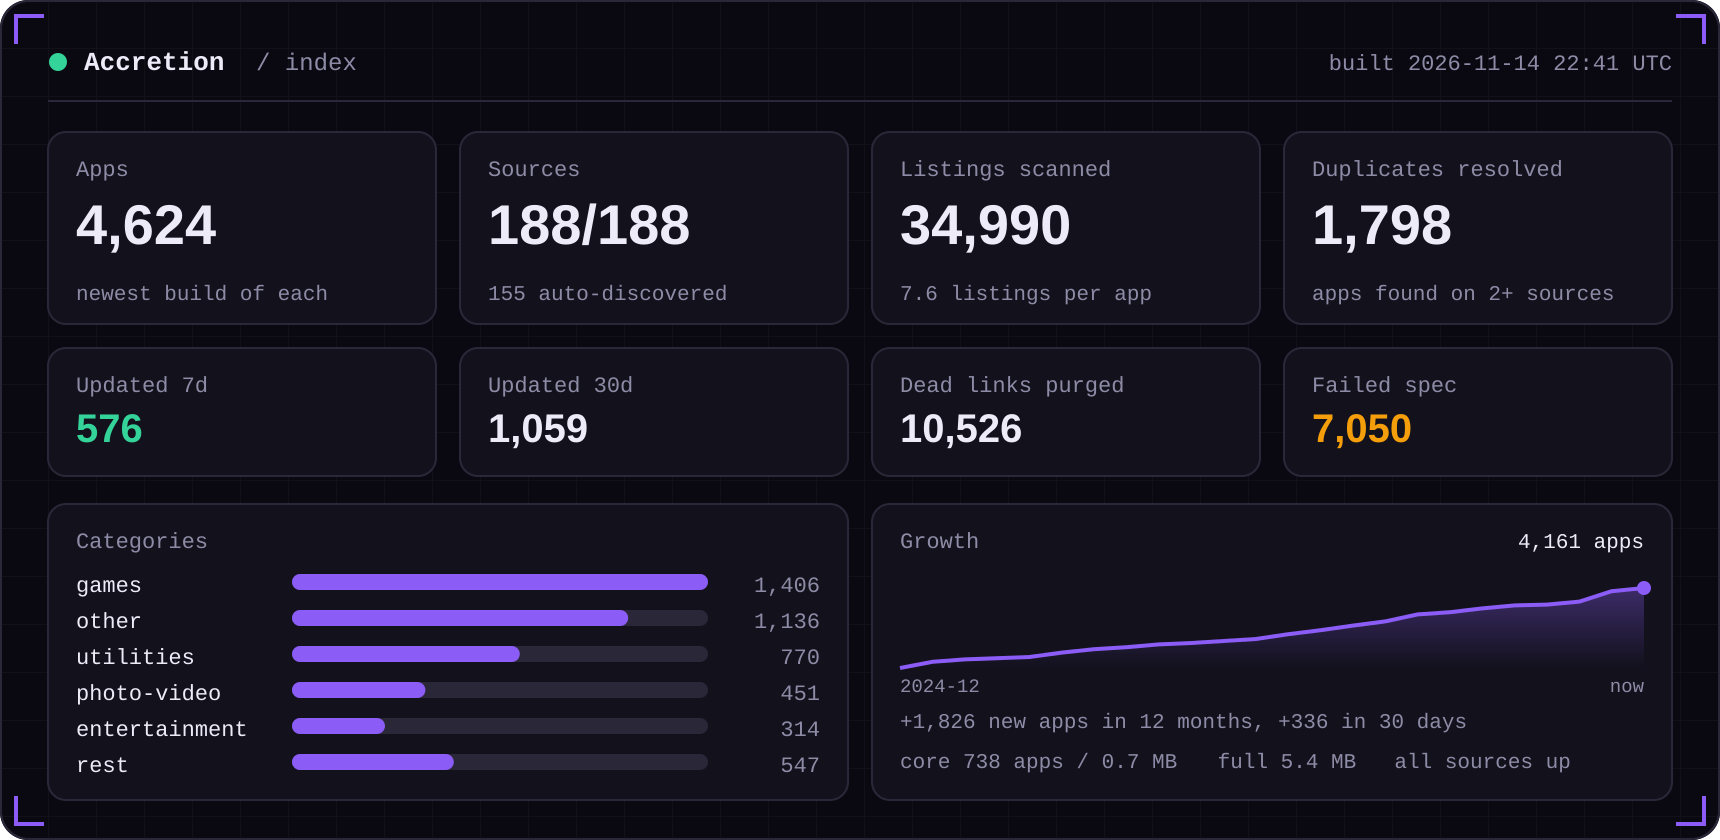 Accretion / index
built 2026-11-14 22:41 UTC
Apps
4,624
newest build of each
Sources
188/188
155 auto-discovered
Listings scanned
34,990
7.6 listings per app
Duplicates resolved
1,798
apps found on 2+ sources
Updated 7d
576
Updated 30d
1,059
Dead links purged
10,526
Failed spec
7,050
Categories
games 1,406
other 1,136
utilities 770
photo-video 451
entertainment 314
rest 547
Growth 4,161 apps
2024-12 now
+1,826 new apps in 12 months, +336 in 30 days
core 738 apps / 0.7 MB full 5.4 MB all sources up